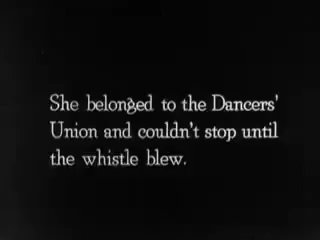 She belonged to the Dancers'
Union and couldn't stop until
the whistle blew.